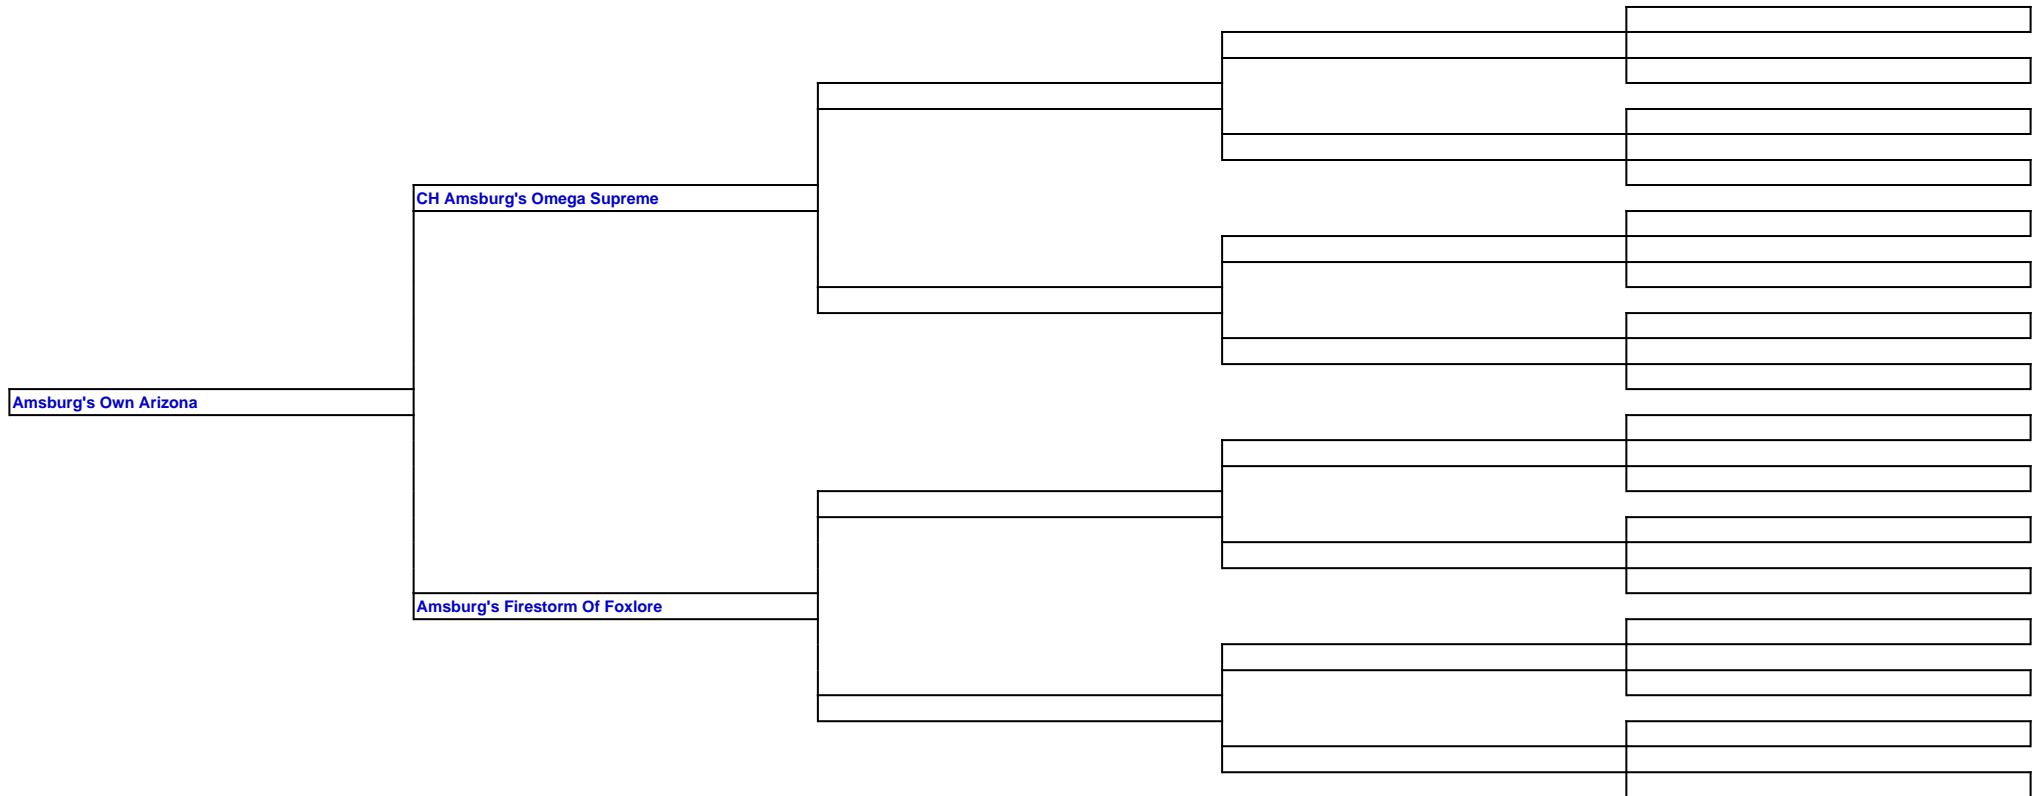 CH Amsburg's Omega Supreme
Amsburg's Own Arizona
Amsburg's Firestorm Of Foxlore